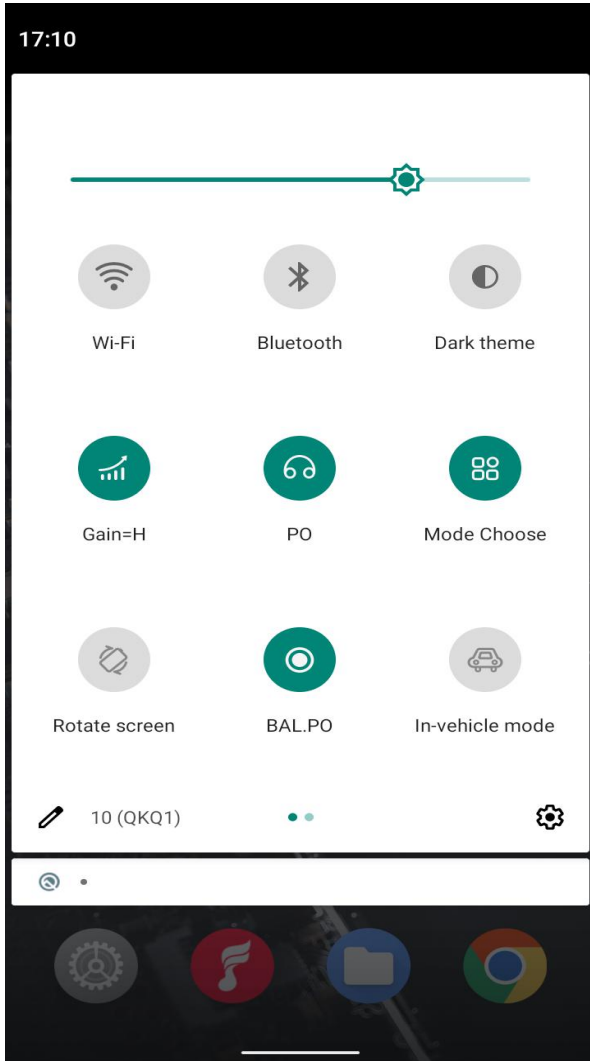 17:10
Wi-Fi Bluetooth Dark theme
Gain=H PO Mode Choose
Rotate screen BAL.PO In-vehicle mode
10 (QKQ1)